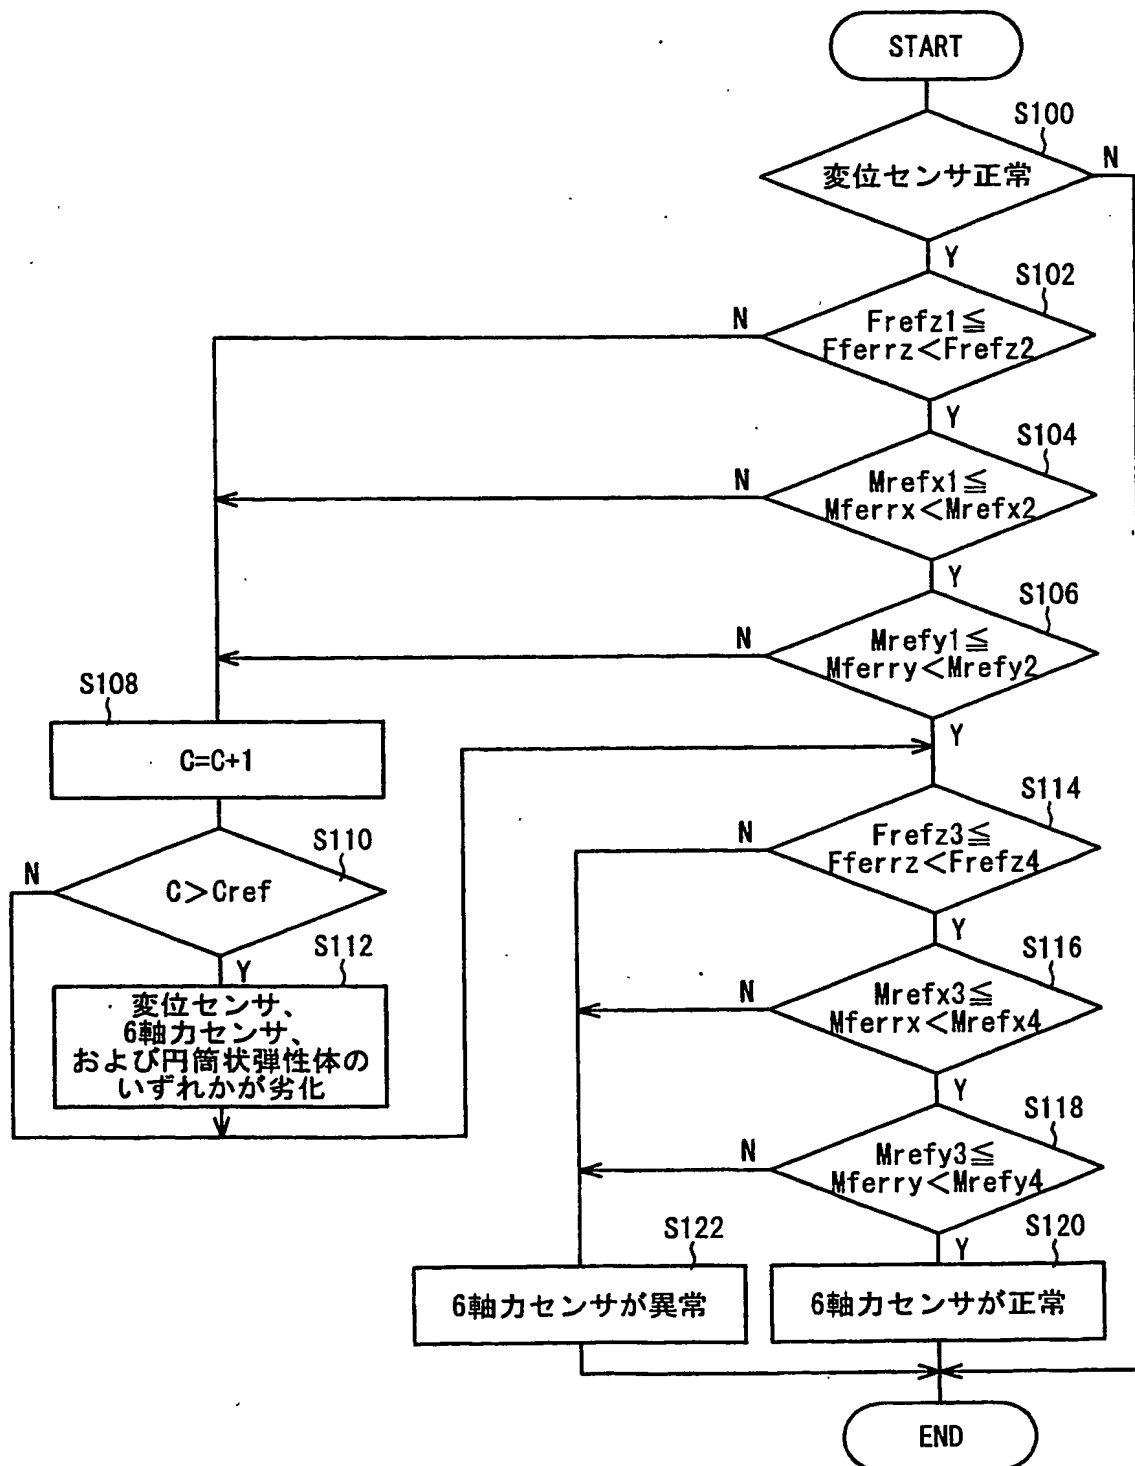 START
S100
変位センサ正常
N
Y
S102
Frefz1≦
Fferrz<Frefz2
N
Y
S104
Mrefx1≦
Mferrx<Mrefx2
N
Y
S106
Mrefy1≦
Mferry<Mrefy2
N
Y
S108
C=C+1
S110
C>Cref
N
Y
S112
変位センサ、
6軸力センサ、
および円筒状弾性体の
いずれかが劣化
S114
Frefz3≦
Fferrz<Frefz4
N
Y
S116
Mrefx3≦
Mferrx<Mrefx4
N
Y
S118
Mrefy3≦
Mferry<Mrefy4
N
Y
S122
6軸力センサが異常
S120
6軸力センサが正常
END